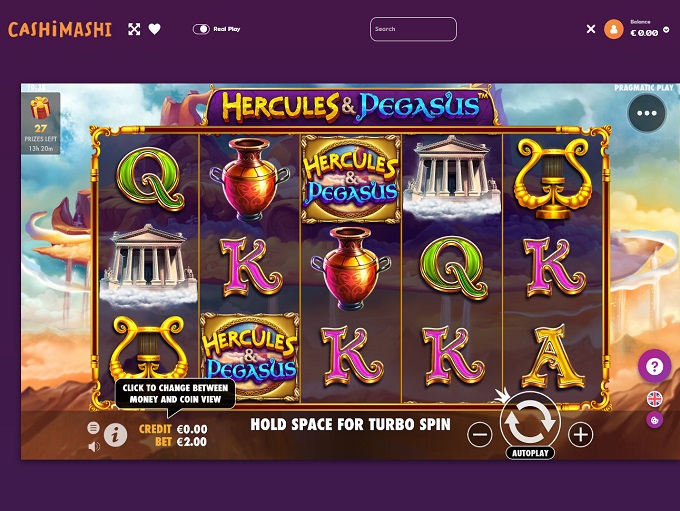 CASHIMASHI
Real Play
Search
Balance
€ 0.00
PRAGMATIC PLAY
27
PRIZES LEFT
13h 20m
HERCULES & PEGASUS™
Q
HERCULES
&
PEGASUS
K
Q
K
HERCULES
&
PEGASUS
K
K
A
CLICK TO CHANGE BETWEEN
MONEY AND COIN VIEW
CREDIT €0.00
BET €2.00
HOLD SPACE FOR TURBO SPIN
AUTOPLAY